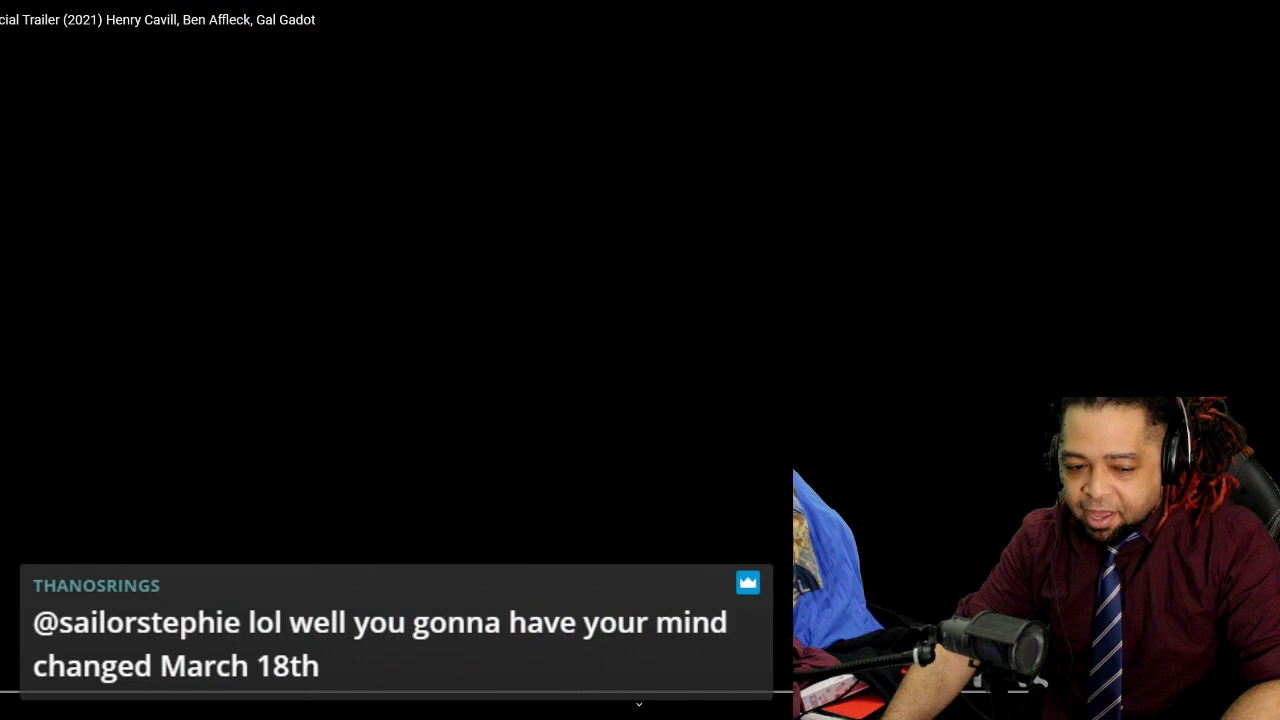 cial Trailer (2021) Henry Cavill, Ben Affleck, Gal Gadot
THANOSRINGS
@sailorstephie lol well you gonna have your mind
changed March 18th